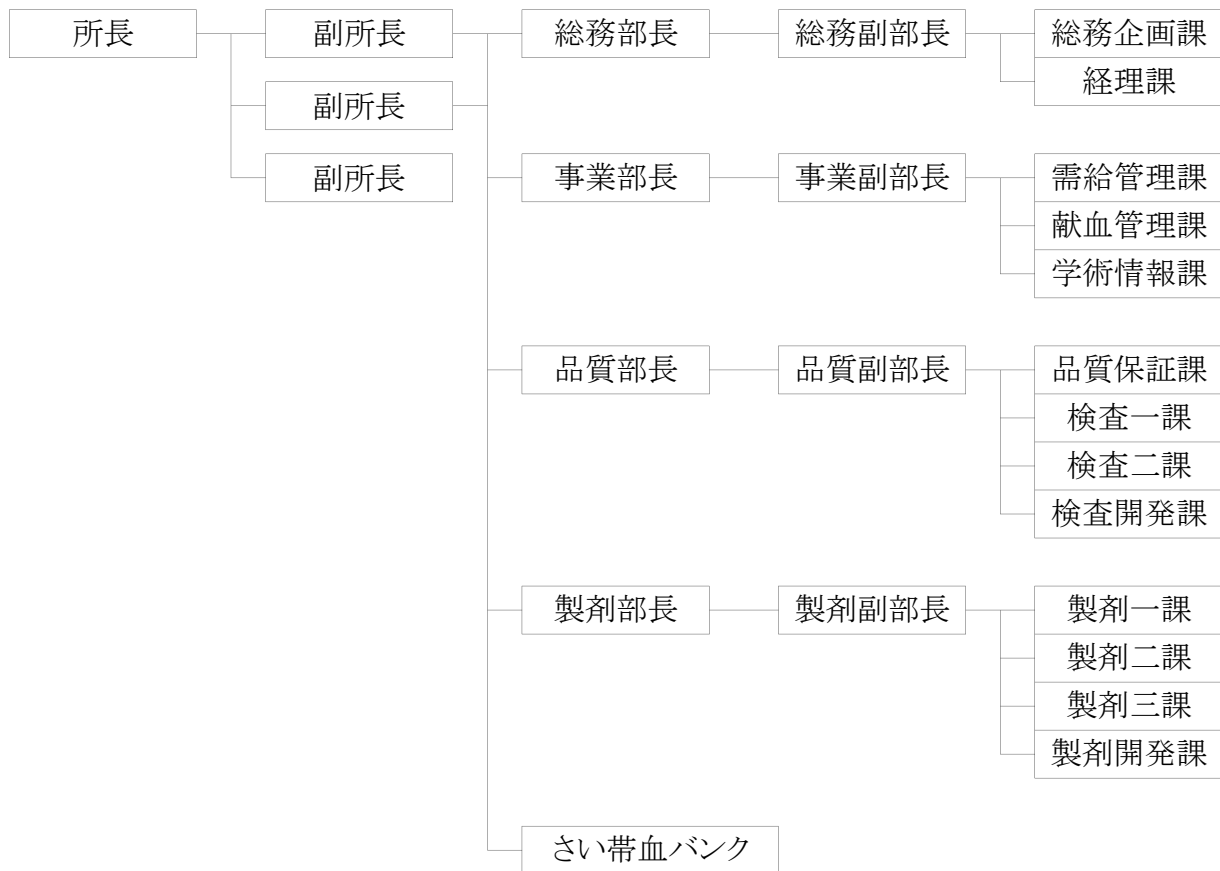 所長 副所長 総務部長 総務副部長 総務企画課
副所長 経理課
副所長 事業部長 事業副部長 需給管理課
献血管理課
学術情報課
品質部長 品質副部長 品質保証課
検査一課
検査二課
検査開発課
製剤部長 製剤副部長 製剤一課
製剤二課
製剤三課
製剤開発課
さい帯血バンク